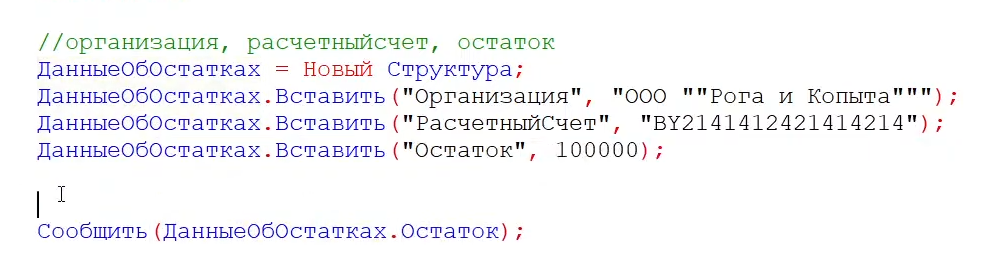 //организация, расчетныйсчет, остаток
ДанныеОбОстатках = Новый Структура;
ДанныеОбОстатках.Вставить("Организация", "ООО ""Рога и Копыта""");
ДанныеОбОстатках.Вставить("РасчетныйСчет", "BY2141412421414214");
ДанныеОбОстатках.Вставить("Остаток", 100000);
Сообщить(ДанныеОбОстатках.Остаток);